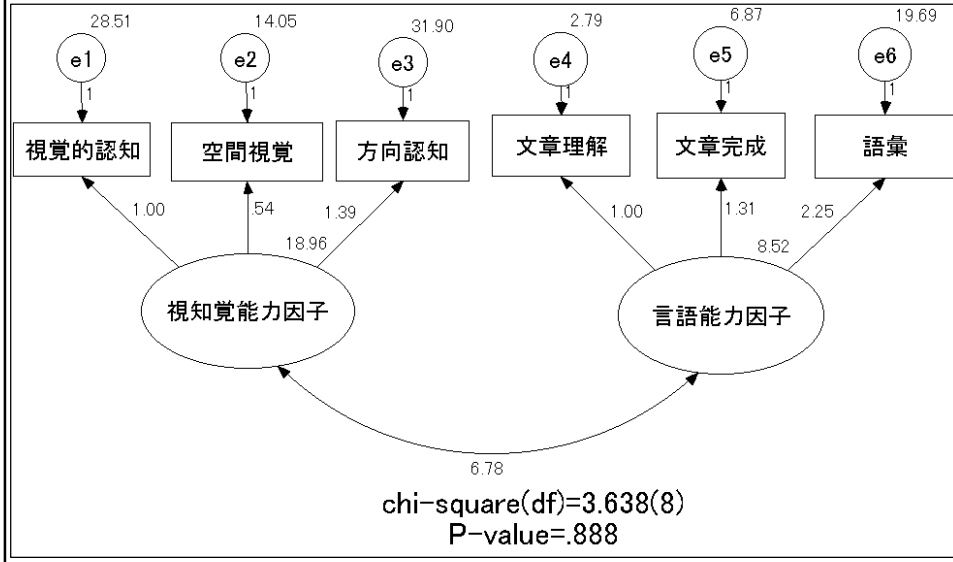 28.51 14.05 31.90 2.79 6.87 19.69
e1 e2 e3 e4 e5 e6
1 1 1 1 1 1
視覚的認知 空間視覚 方向認知 文章理解 文章完成 語彙
1.00 .54 1.39 1.00 1.31 2.25
18.96 8.52
視知覚能力因子 言語能力因子
6.78
chi-square(df)=3.638(8)
P-value=.888